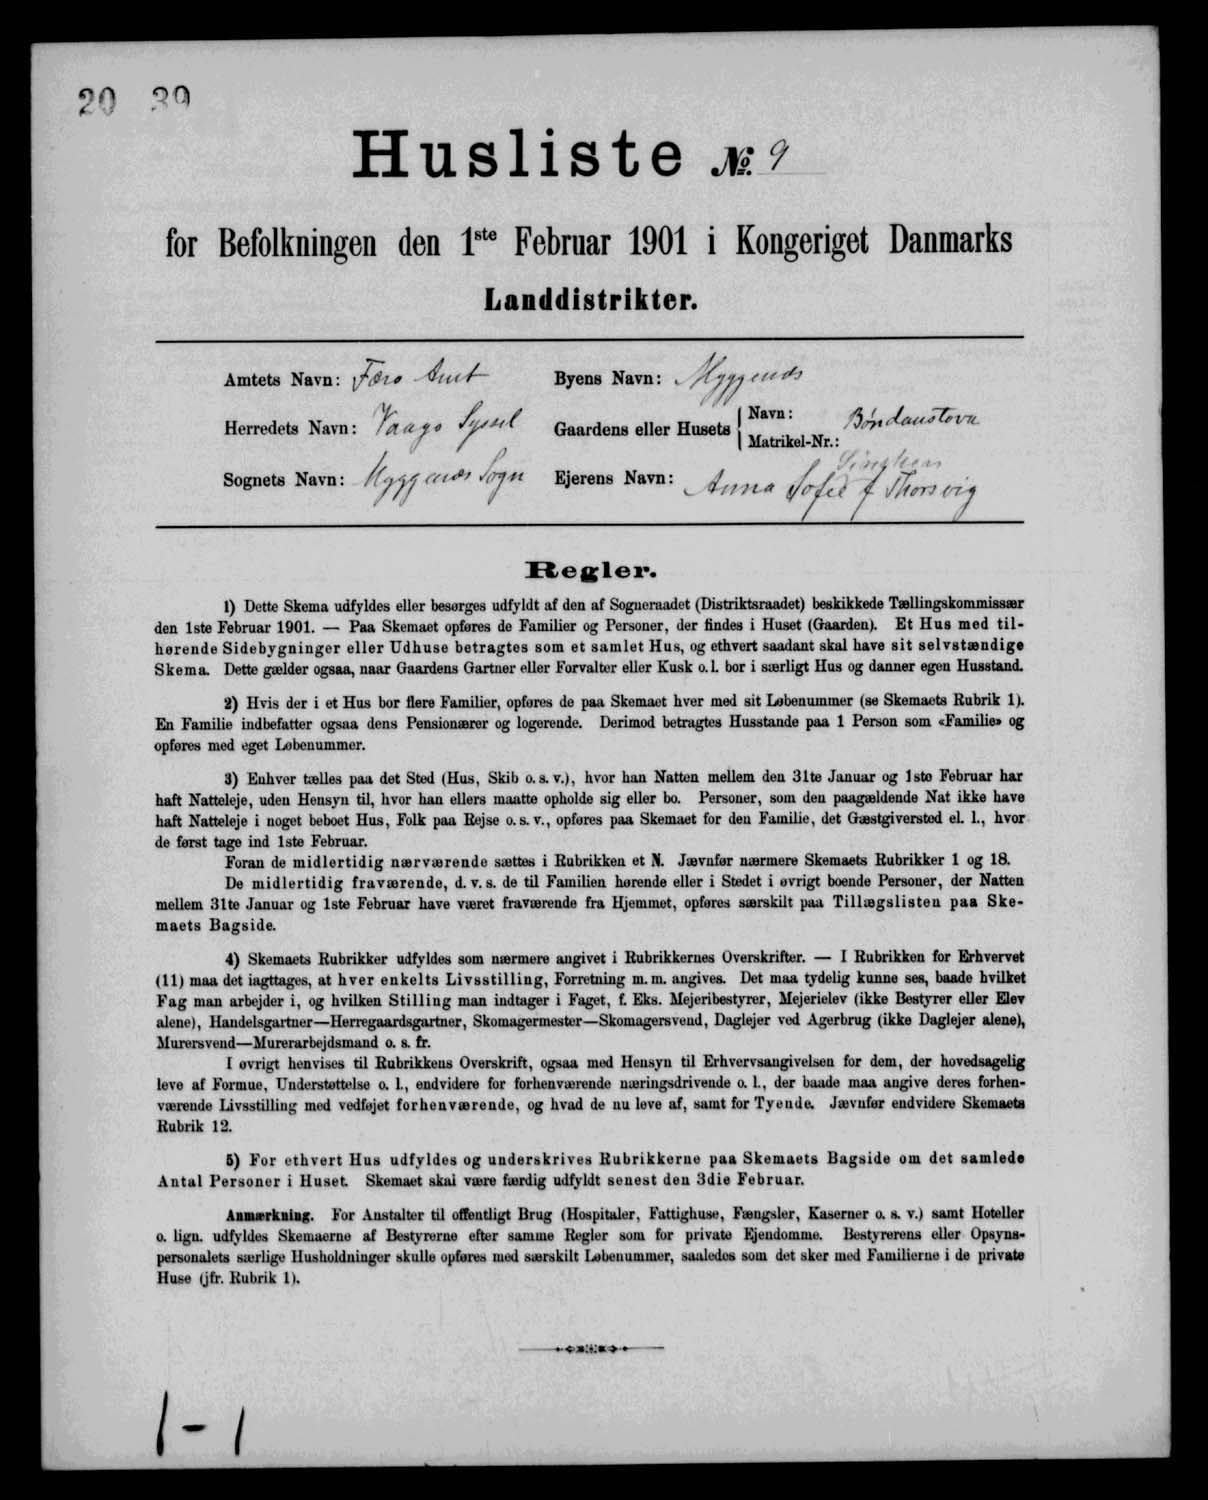 20 39
Husliste № 9
for Befolkningen den 1ste Februar 1901 i Kongeriget Danmarks
Landdistrikter.
Amtets Navn: Færø Amt
Herredets Navn: Vaagø Syssel
Sognets Navn: Myggenæs Sogn
Byens Navn: Myggenæs
Gaardens eller Husets
Navn: Bóndanstova
Matrikel-Nr.:
Ejerens Navn: Anna Sofie f Thorsvig
Regler.
1) Dette Skema udfyldes eller besørges udfyldt af den af Sogneraadet (Distriktsraadet) beskikkede Tællingskommissær
den 1ste Februar 1901. — Paa Skemaet opføres de Familier og Personer, der findes i Huset (Gaarden). Et Hus med til-
hørende Sidebygninger eller Udhuse betragtes som et samlet Hus, og ethvert saadant skal have sit selvstændige
Skema. Dette gælder ogsaa, naar Gaardens Gartner eller Forvalter eller Kusk o. l. bor i særligt Hus og danner egen Husstand.
2) Hvis der i et Hus bor flere Familier, opføres de paa Skemaet hver med sit Løbenummer (se Skemaets Rubrik 1).
En Familie indbefatter ogsaa dens Pensionærer og logerende. Derimod betragtes Husstande paa 1 Person som «Familie» og
opføres med eget Løbenummer.
3) Enhver tælles paa det Sted (Hus, Skib o. s. v.), hvor han Natten mellem den 31te Januar og 1ste Februar har
haft Natteleje, uden Hensyn til, hvor han ellers maatte opholde sig eller bo. Personer, som den paagældende Nat ikke have
haft Natteleje i noget beboet Hus, Folk paa Rejse o. s. v., opføres paa Skemaet for den Familie, det Gæstgiversted el. l., hvor
de først tage ind 1ste Februar.
Foran de midlertidig nærværende sættes i Rubrikken et N. Jævnfør nærmere Skemaets Rubrikker 1 og 18.
De midlertidig fraværende, d. v. s. de til Familien hørende eller i Stedet i øvrigt boende Personer, der Natten
mellem 31te Januar og 1ste Februar have været fraværende fra Hjemmet, opføres særskilt paa Tillægslisten paa Ske-
maets Bagside.
4) Skemaets Rubrikker udfyldes som nærmere angivet i Rubrikkernes Overskrifter. — I Rubrikken for Erhvervet
(11) maa det iagttages, at hver enkelts Livsstilling, Forretning m. m. angives. Det maa tydelig kunne ses, baade hvilket
Fag man arbejder i, og hvilken Stilling man indtager i Faget, f. Eks. Mejeribestyrer, Mejerielev (ikke Bestyrer eller Elev
alene), Handelsgartner—Herregaardsgartner, Skomagermester—Skomagersvend, Daglejer ved Agerbrug (ikke Daglejer alene),
Murersvend—Murerarbejdsmand o. s. fr.
I øvrigt henvises til Rubrikkens Overskrift, ogsaa med Hensyn til Erhvervsangivelsen for dem, der hovedsagelig
leve af Formue, Understøttelse o. l., endvidere for forhenværende næringsdrivende o. l., der baade maa angive deres forhen-
værende Livsstilling med vedføjet forhenværende, og hvad de nu leve af, samt for Tyende. Jævnfør endvidere Skemaets
Rubrik 12.
5) For ethvert Hus udfyldes og underskrives Rubrikkerne paa Skemaets Bagside om det samlede
Antal Personer i Huset. Skemaet skal være færdig udfyldt senest den 3die Februar.
Anmærkning. For Anstalter til offentligt Brug (Hospitaler, Fattighuse, Fængsler, Kaserner o. s. v.) samt Hoteller
o. lign. udfyldes Skemaerne af Bestyrerne efter samme Regler som for private Ejendomme. Bestyrerens eller Opsyns-
personalets særlige Husholdninger skulle opføres med særskilt Løbenummer, saaledes som det sker med Familierne i de private
Huse (jfr. Rubrik 1).
1-1